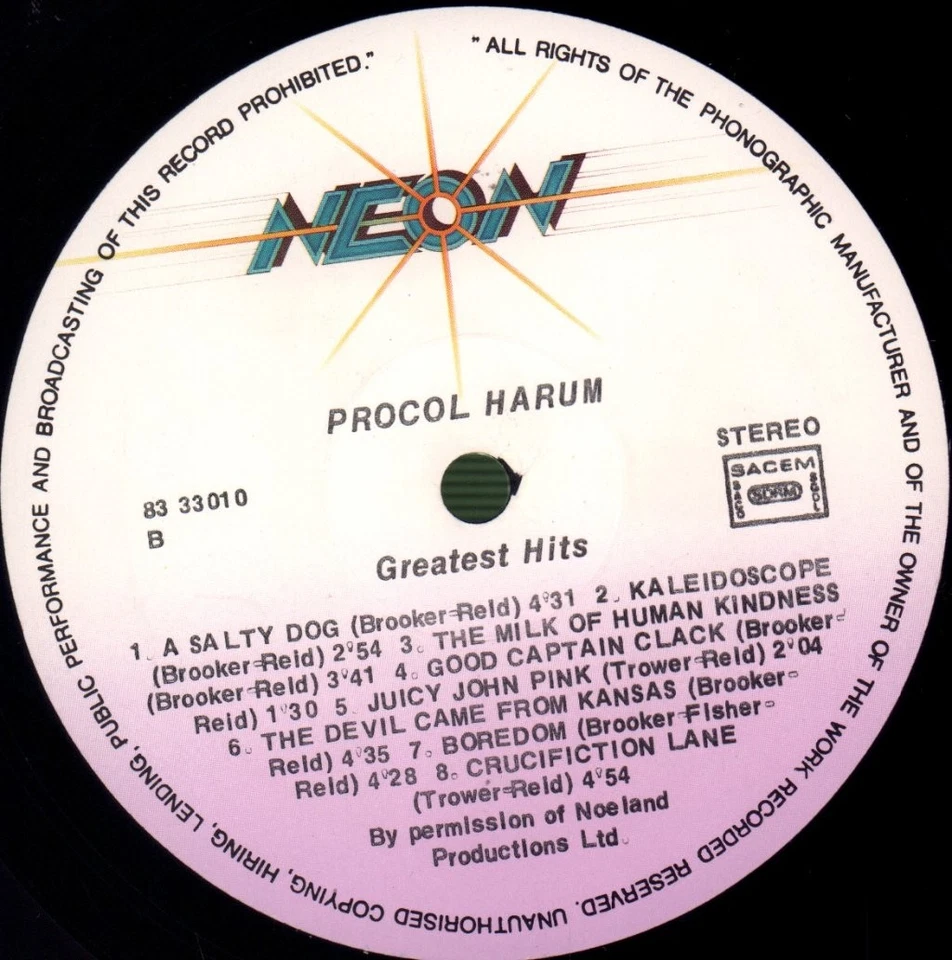 "ALL RIGHTS OF THE PHONOGRAPHIC MANUFACTURER AND OF THE OWNER OF THE WORK RECORDED RESERVED. UNAUTHORISED COPYING, HIRING, LENDING, PUBLIC PERFORMANCE AND BROADCASTING OF THIS RECORD PROHIBITED."
NEON
PROCOL HARUM
STEREO
SACEM
SACD SDRM SGDL
83 33010
B
Greatest Hits
1. A SALTY DOG (Brooker-Reid) 4'31 2. KALEIDOSCOPE
(Brooker-Reid) 2'54 3. THE MILK OF HUMAN KINDNESS
(Brooker-Reid) 3'41 4. GOOD CAPTAIN CLACK (Brooker-
Reid) 1'30 5. JUICY JOHN PINK (Trower-Reid) 2'04
6. THE DEVIL CAME FROM KANSAS (Brooker-
Reid) 4'35 7. BOREDOM (Brooker-Fisher-
Reid) 4'28 8. CRUCIFICTION LANE
(Trower-Reid) 4'54
By permission of Noeland
Productions Ltd.